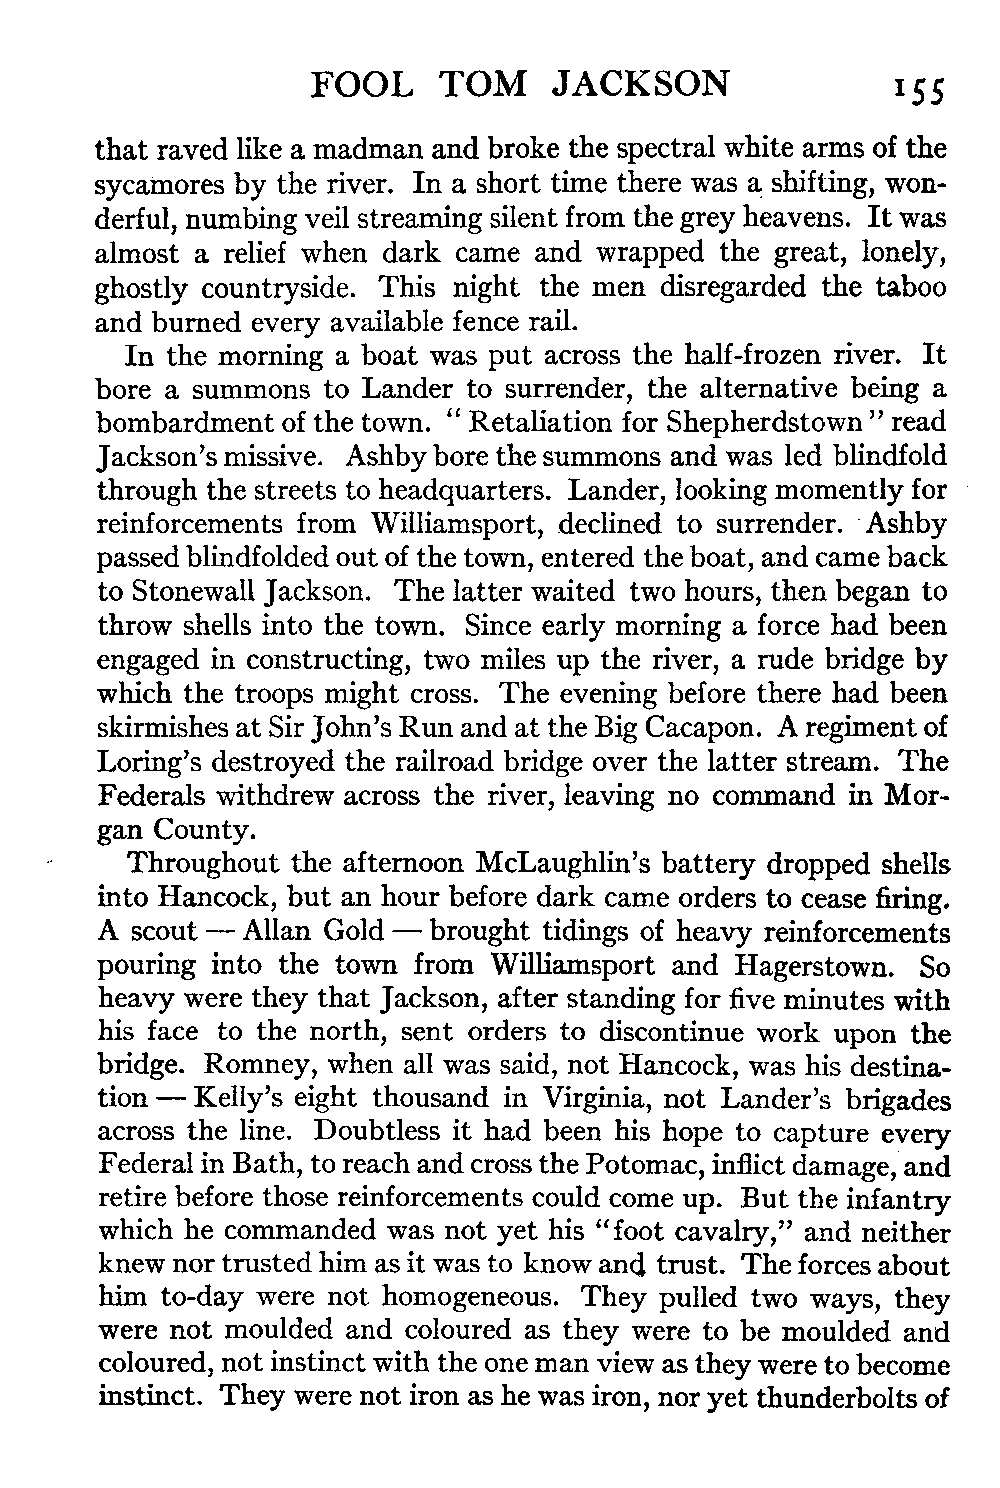 FOOL TOM JACKSON 155
that raved like a madman and broke the spectral white arms of the
sycamores by the river. In a short time there was a shifting, won-
derful, numbing veil streaming silent from the grey heavens. It was
almost a relief when dark came and wrapped the great, lonely,
ghostly countryside. This night the men disregarded the taboo
and burned every available fence rail.
In the morning a boat was put across the half-frozen river. It
bore a summons to Lander to surrender, the alternative being a
bombardment of the town. "Retaliation for Shepherdstown" read
Jackson's missive. Ashby bore the summons and was led blindfold
through the streets to headquarters. Lander, looking momently for
reinforcements from Williamsport, declined to surrender. Ashby
passed blindfolded out of the town, entered the boat, and came back
to Stonewall Jackson. The latter waited two hours, then began to
throw shells into the town. Since early morning a force had been
engaged in constructing, two miles up the river, a rude bridge by
which the troops might cross. The evening before there had been
skirmishes at Sir John's Run and at the Big Cacapon. A regiment of
Loring's destroyed the railroad bridge over the latter stream. The
Federals withdrew across the river, leaving no command in Mor-
gan County.
Throughout the afternoon McLaughlin's battery dropped shells
into Hancock, but an hour before dark came orders to cease firing.
A scout — Allan Gold — brought tidings of heavy reinforcements
pouring into the town from Williamsport and Hagerstown. So
heavy were they that Jackson, after standing for five minutes with
his face to the north, sent orders to discontinue work upon the
bridge. Romney, when all was said, not Hancock, was his destina-
tion — Kelly's eight thousand in Virginia, not Lander's brigades
across the line. Doubtless it had been his hope to capture every
Federal in Bath, to reach and cross the Potomac, inflict damage, and
retire before those reinforcements could come up. But the infantry
which he commanded was not yet his "foot cavalry," and neither
knew nor trusted him as it was to know and trust. The forces about
him to-day were not homogeneous. They pulled two ways, they
were not moulded and coloured as they were to be moulded and
coloured, not instinct with the one man view as they were to become
instinct. They were not iron as he was iron, nor yet thunderbolts of